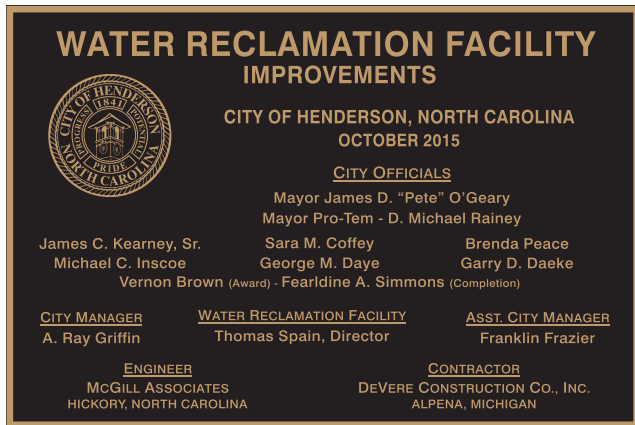 WATER RECLAMATION FACILITY
IMPROVEMENTS
CITY OF HENDERSON
1841
PROGRESS
POTENTIAL
PRIDE
NORTH CAROLINA
CITY OF HENDERSON, NORTH CAROLINA
OCTOBER 2015
CITY OFFICIALS
Mayor James D. “Pete” O’Geary
Mayor Pro-Tem - D. Michael Rainey
James C. Kearney, Sr. Sara M. Coffey Brenda Peace
Michael C. Inscoe George M. Daye Garry D. Daeke
Vernon Brown (Award) - Fearldine A. Simmons (Completion)
CITY MANAGER WATER RECLAMATION FACILITY ASST. CITY MANAGER
A. Ray Griffin Thomas Spain, Director Franklin Frazier
ENGINEER CONTRACTOR
MCGILL ASSOCIATES DEVERE CONSTRUCTION CO., INC.
HICKORY, NORTH CAROLINA ALPENA, MICHIGAN